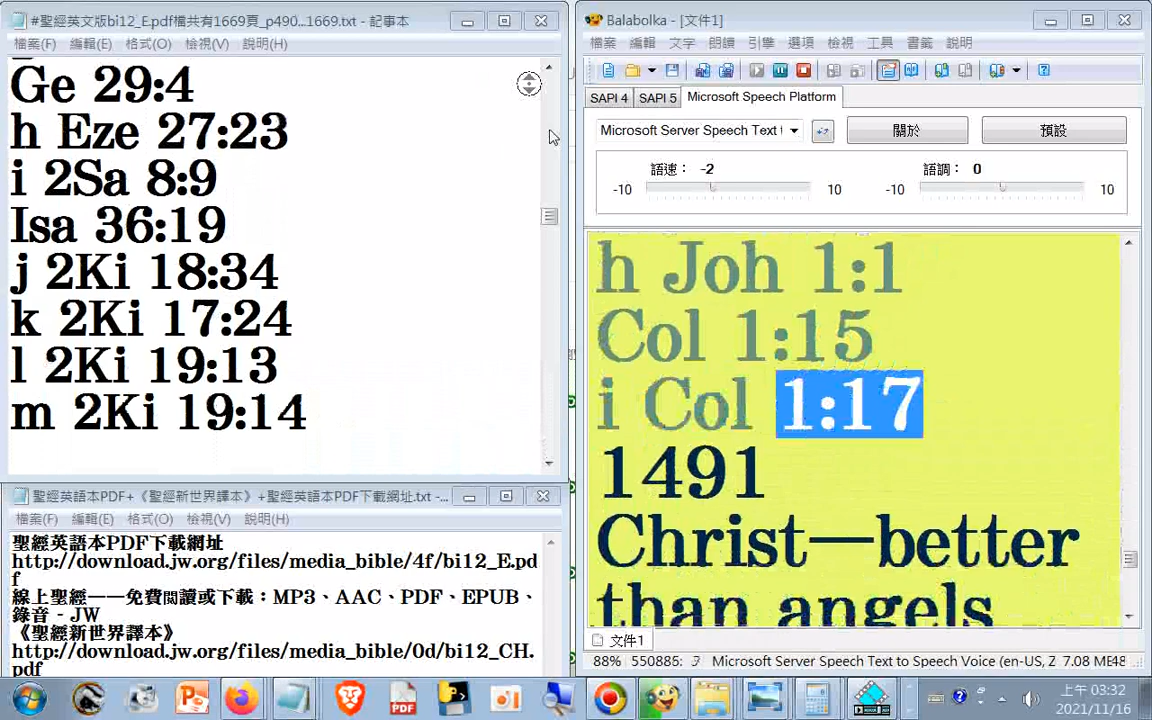 #聖經英文版bi12_E.pdf檔共有1669頁_p490...1669.txt - 記事本
檔案(F) 編輯(E) 格式(O) 檢視(V) 說明(H)
Ge 29:4
h Eze 27:23
i 2Sa 8:9
Isa 36:19
j 2Ki 18:34
k 2Ki 17:24
l 2Ki 19:13
m 2Ki 19:14
聖經英語本PDF+《聖經新世界譯本》+聖經英語本PDF下載網址.txt -...
檔案(F) 編輯(E) 格式(O) 檢視(V) 說明(H)
聖經英語本PDF下載網址
http://download.jw.org/files/media_bible/4f/bi12_E.pd
f
線上聖經——免費閱讀或下載：MP3、AAC、PDF、EPUB、
錄音 - JW
《聖經新世界譯本》
http://download.jw.org/files/media_bible/0d/bi12_CH.
pdf
Balabolka - [文件1]
檔案 編輯 文字 朗讀 引擎 選項 檢視 工具 書籤 說明
SAPI 4 SAPI 5 Microsoft Speech Platform
Microsoft Server Speech Text 關於 預設
語速： -2 語調： 0
-10 10 -10 10
h Joh 1:1
Col 1:15
i Col 1:17
1491
Christ—better
than angels
文件1
88% 550885: Microsoft Server Speech Text to Speech Voice (en-US, Z 7.08 ME
上午 03:32
2021/11/16